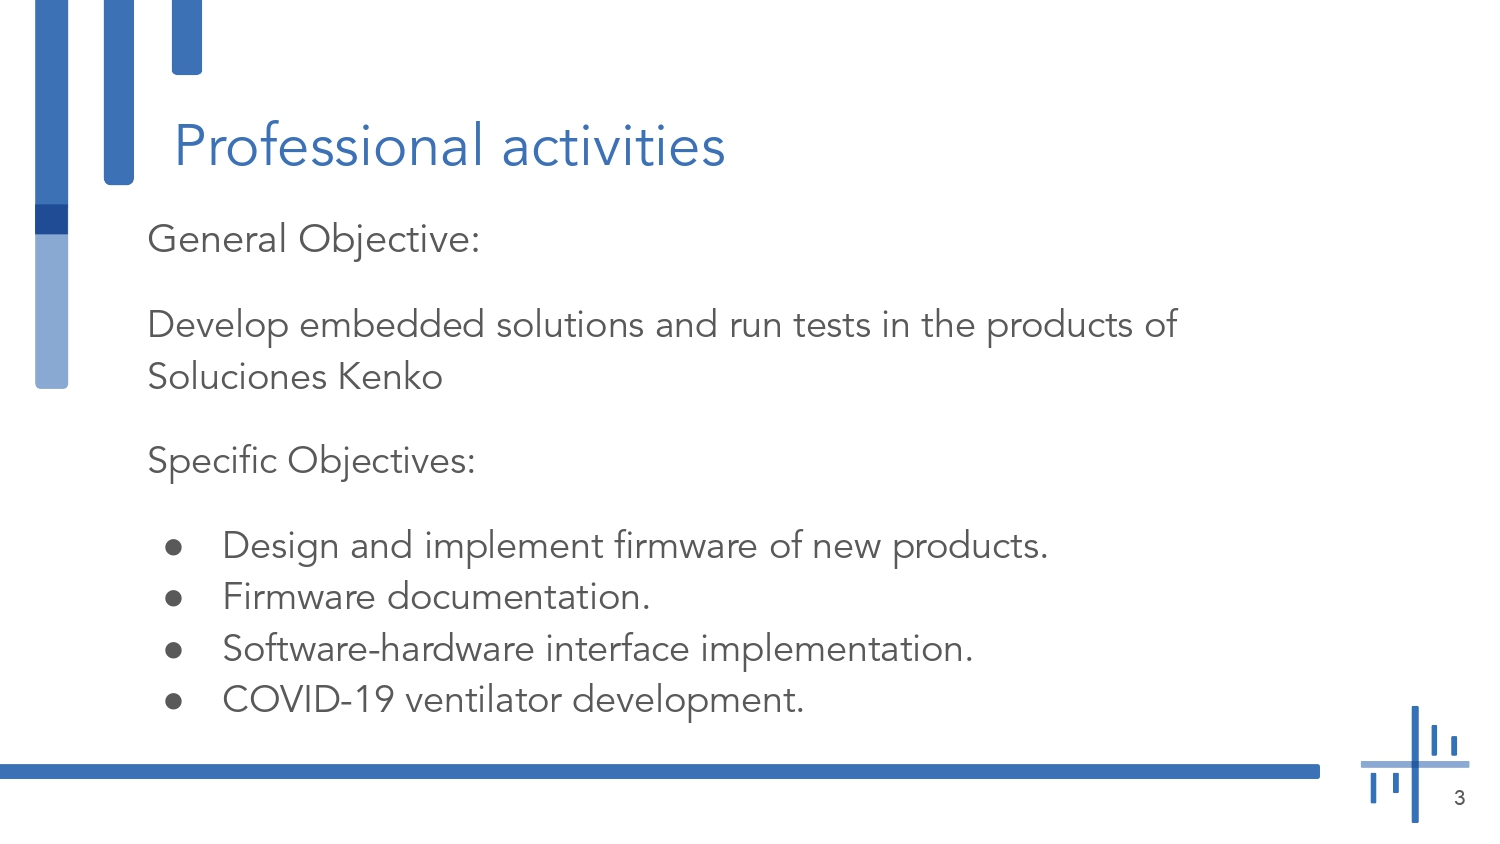 Professional activities
General Objective:
Develop embedded solutions and run tests in the products of
Soluciones Kenko
Specific Objectives:
● Design and implement firmware of new products.
● Firmware documentation.
● Software-hardware interface implementation.
● COVID-19 ventilator development.
3